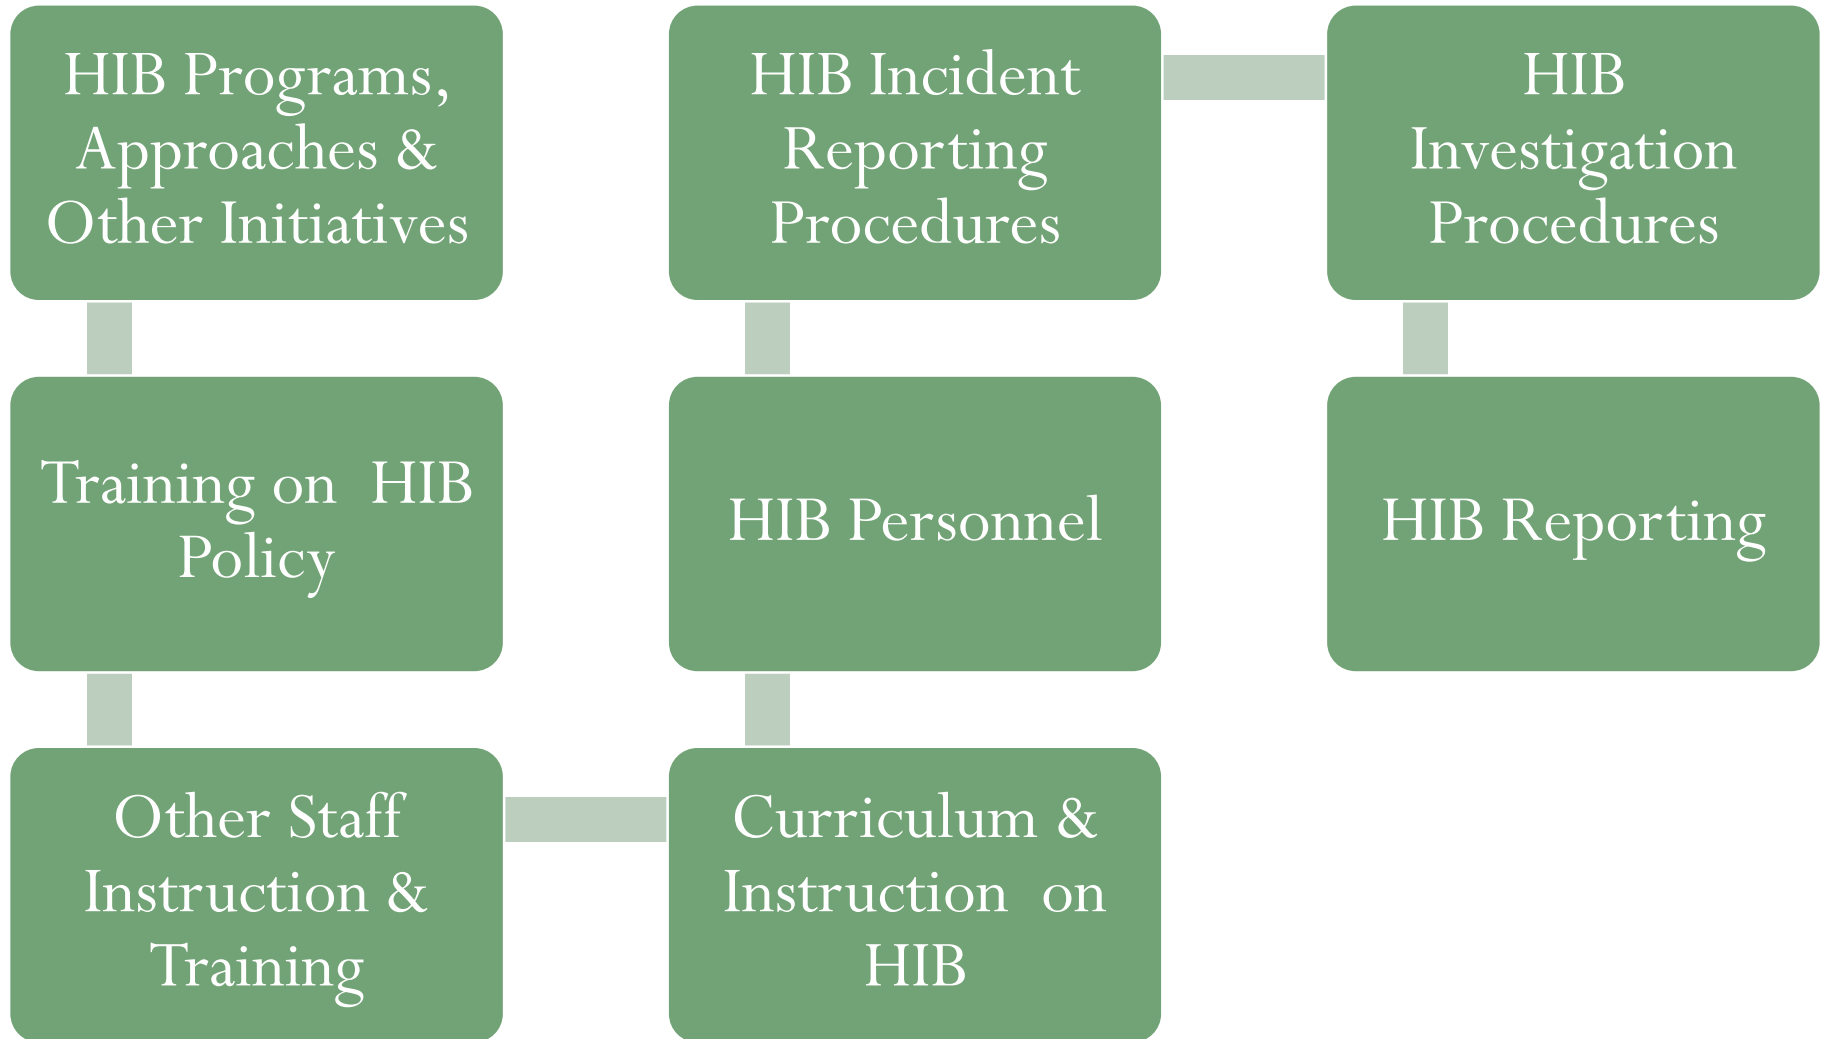 HIB Programs,
Approaches &
Other Initiatives
Training on  HIB
Policy
Other Staff
Instruction &
Training
Curriculum &
Instruction  on
HIB
HIB Personnel
HIB Incident
Reporting
Procedures
HIB
Investigation
Procedures
HIB Reporting